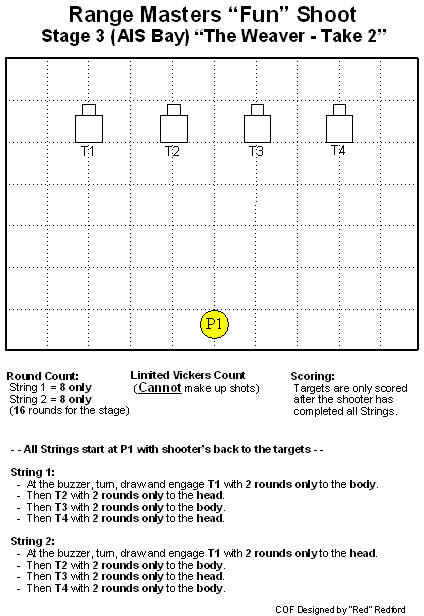 Range Masters “Fun” Shoot
Stage 3 (AIS Bay) “The Weaver - Take 2”
T1 T2 T3 T4
P1
Round Count:
String 1 = 8 only
String 2 = 8 only
(16 rounds for the stage)
Limited Vickers Count
(Cannot make up shots)
Scoring:
Targets are only scored
after the shooter has
completed all Strings.
- - All Strings start at P1 with shooter's back to the targets - -
String 1:
- At the buzzer, turn, draw and engage T1 with 2 rounds only to the body.
- Then T2 with 2 rounds only to the head.
- Then T3 with 2 rounds only to the body.
- Then T4 with 2 rounds only to the head.
String 2:
- At the buzzer, turn, draw and engage T1 with 2 rounds only to the head.
- Then T2 with 2 rounds only to the body.
- Then T3 with 2 rounds only to the head.
- Then T4 with 2 rounds only to the body.
COF Designed by "Red" Redford